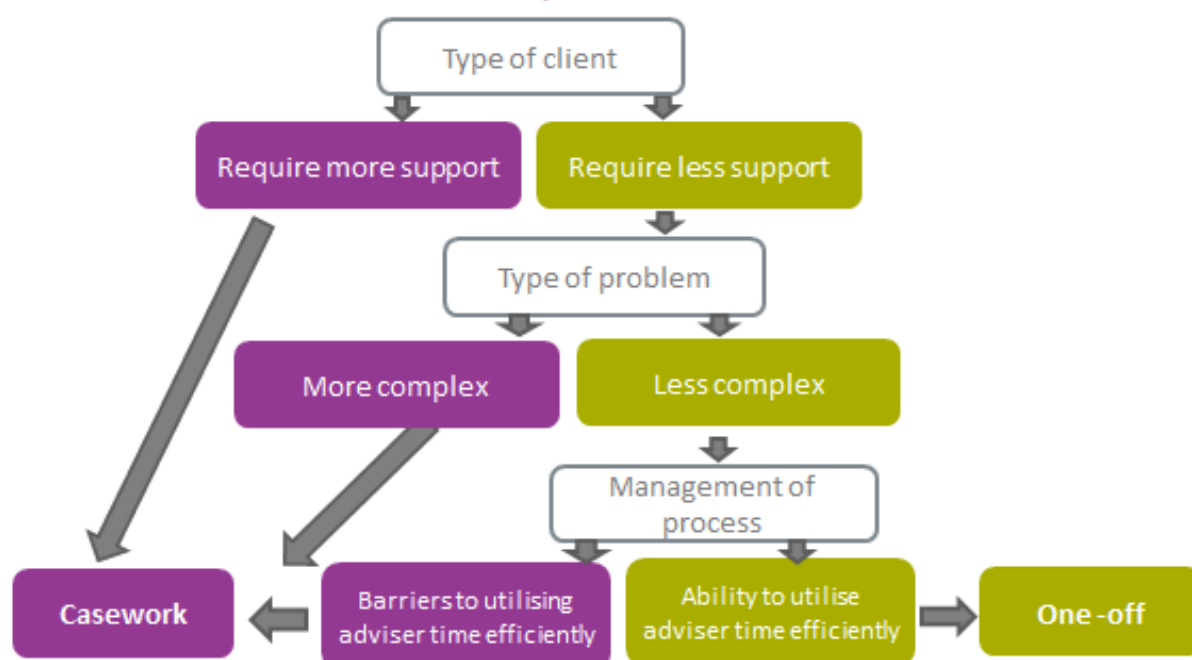 Type of client
Require more support
Require less support
Type of problem
More complex
Less complex
Management of
process
Casework
Barriers to utilising
adviser time efficiently
Ability to utilise
adviser time efficiently
One -off